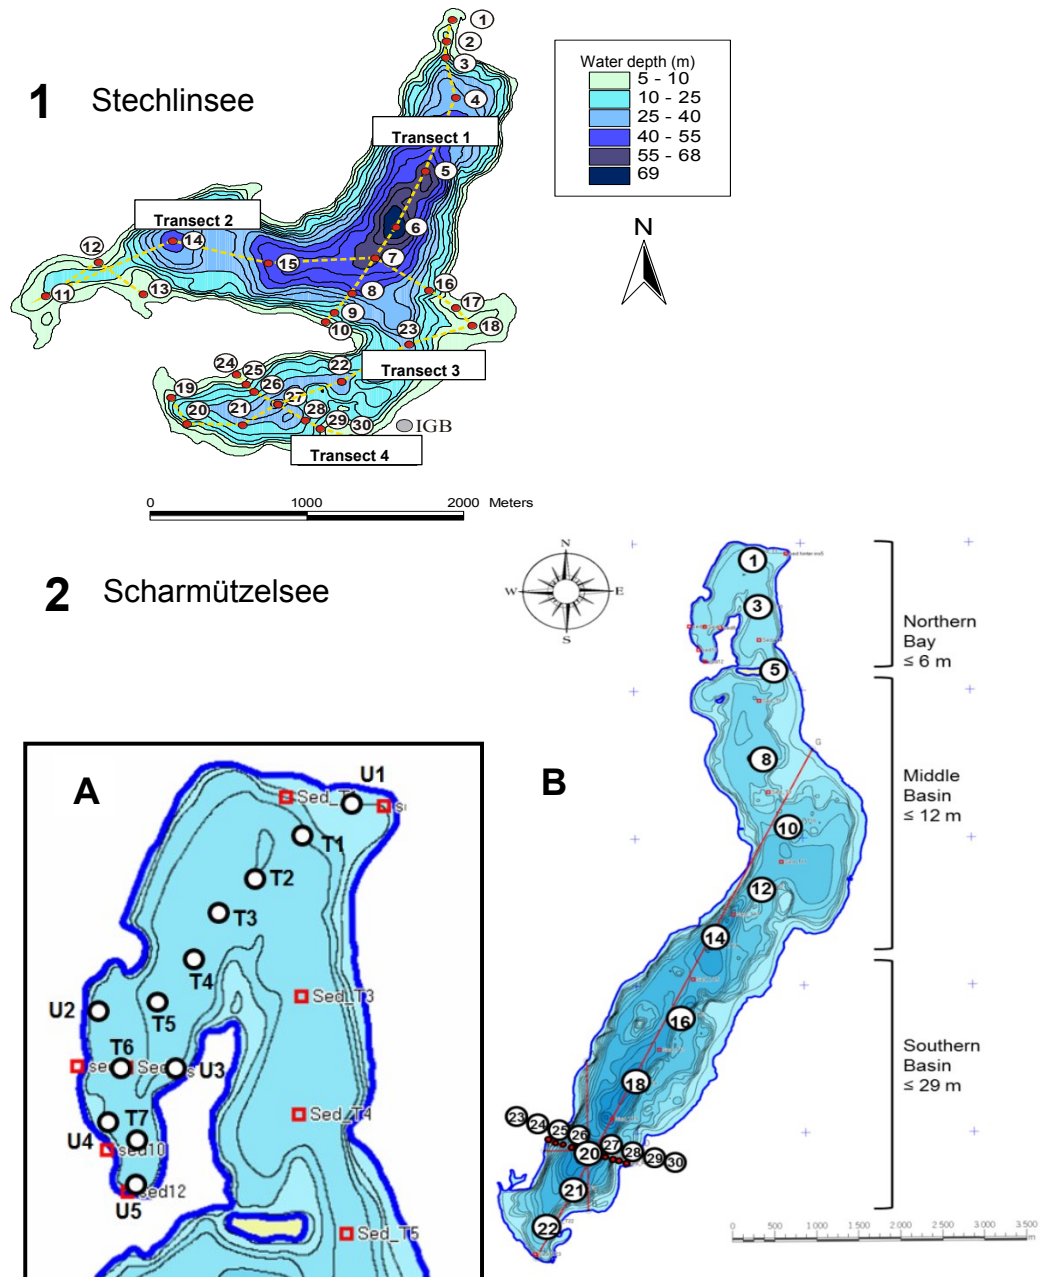 1 Stechlinsee
1
2
3
4
Transect 1
5
6
Transect 2
14
15
7
8
9
10
12
11
13
16
17
18
23
22
Transect 3
24
25
26
27
19
20
21
28
29
30
IGB
Transect 4
Water depth (m)
5 - 10
10 - 25
25 - 40
40 - 55
55 - 68
69
N
0 1000 2000 Meters
2 Scharmützelsee
N
W E
S
A
U1
T1
T2
T3
T4
U2
T5
Sed_T3
T6
U3
Sed_T4
U4
T7
sed10
sed12
U5
Sed_T5
B
1
3
5
8
G
10
12
14
16
18
23
24
25
26
27
28
29
30
20
21
22
Northern
Bay
≤ 6 m
Middle
Basin
≤ 12 m
Southern
Basin
≤ 29 m
0 500 1 000 1 500 2 000 2 500 3 000 3 500
m